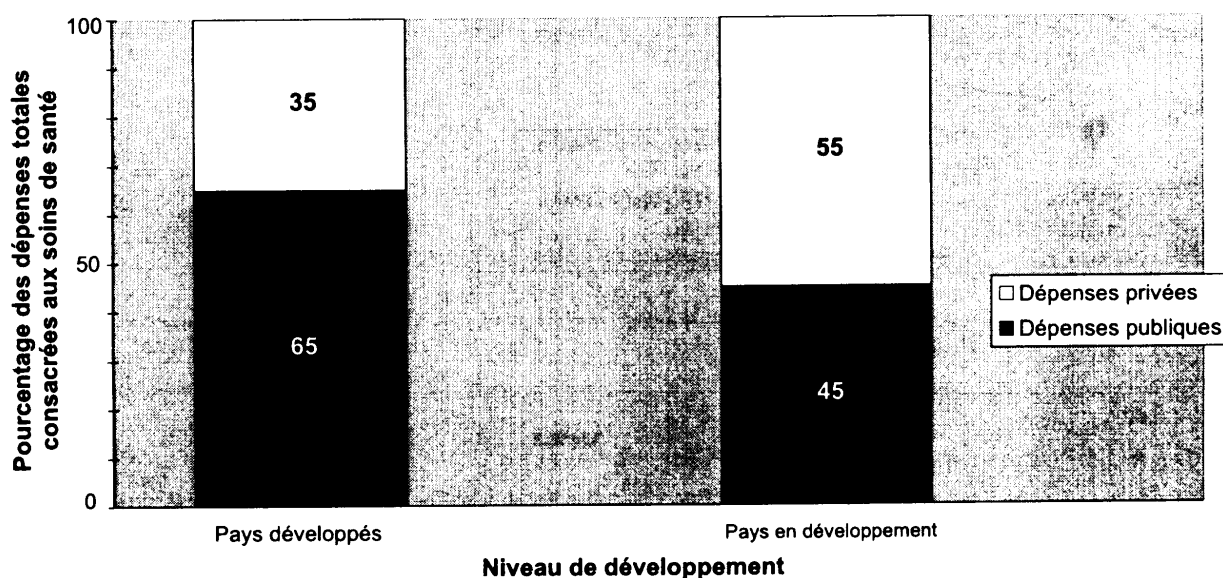 Pourcentage des dépenses totales
consacrées aux soins de santé
100
50
0
35
65
55
45
Dépenses privées
Dépenses publiques
Pays développés
Pays en développement
Niveau de développement